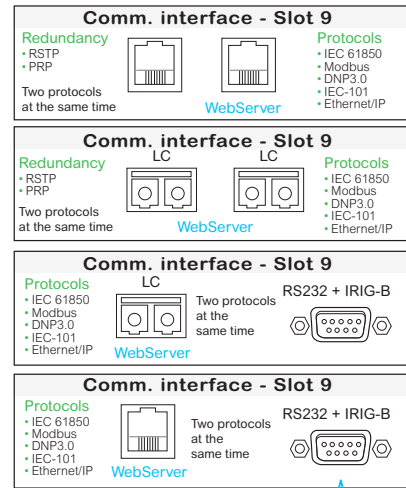 Comm. interface - Slot 9
Redundancy
• RSTP
• PRP
Two protocols
at the same time
WebServer
Protocols
• IEC 61850
• Modbus
• DNP3.0
• IEC-101
• Ethernet/IP
Comm. interface - Slot 9
Redundancy
• RSTP
• PRP
Two protocols
at the same time
LC
LC
WebServer
Protocols
• IEC 61850
• Modbus
• DNP3.0
• IEC-101
• Ethernet/IP
Comm. interface - Slot 9
Protocols
• IEC 61850
• Modbus
• DNP3.0
• IEC-101
• Ethernet/IP
LC
WebServer
Two protocols
at the
same time
RS232 + IRIG-B
Comm. interface - Slot 9
Protocols
• IEC 61850
• Modbus
• DNP3.0
• IEC-101
• Ethernet/IP
WebServer
Two protocols
at the
same time
RS232 + IRIG-B